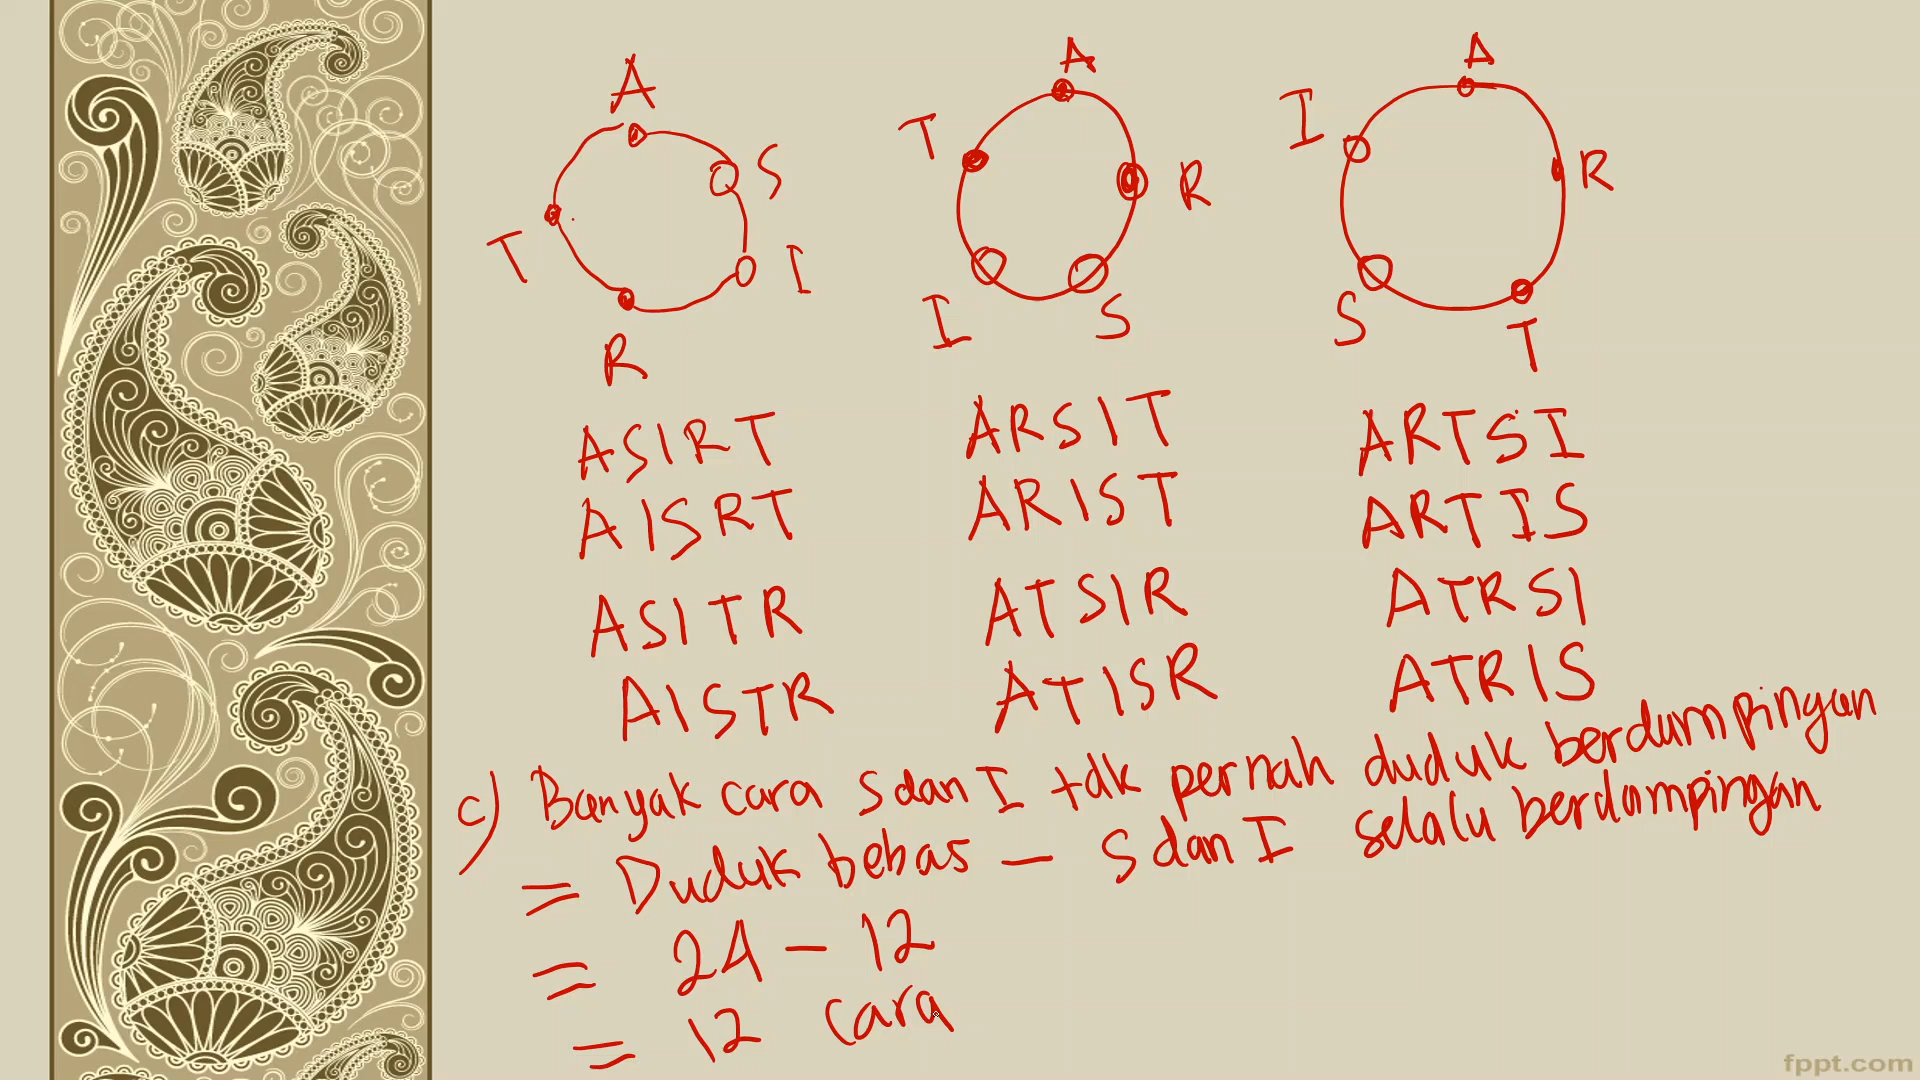 A
S
I
R
T
A
R
S
I
T
A
R
T
S
I
ASIRT ARSIT ARTSI
AISRT ARIST ARTIS
ASITR ATSIR ATRSI
AISTR ATISR ATRIS
c) Banyak cara S dan I tdk pernah duduk berdampingan
= Duduk bebas - S dan I selalu berdampingan
= 24 - 12
= 12 cara
fppt.com